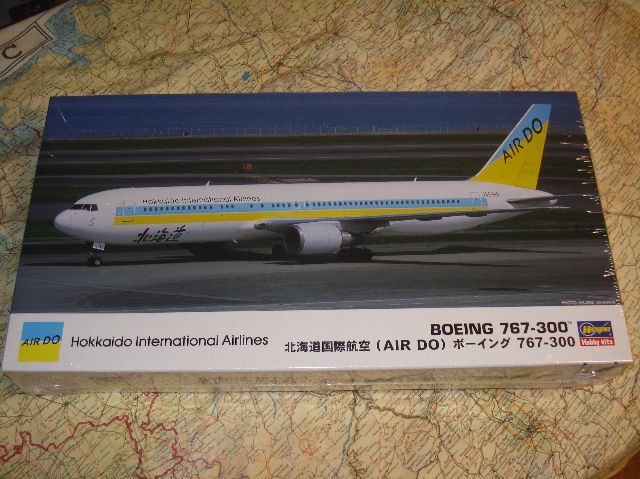 C
AIR DO
Hokkaido International Airlines
北海道
AIR DO
Hokkaido International Airlines
BOEING 767-300™
北海道国際航空 (AIR DO) ボーイング 767-300
Hasegawa
Hobby kits